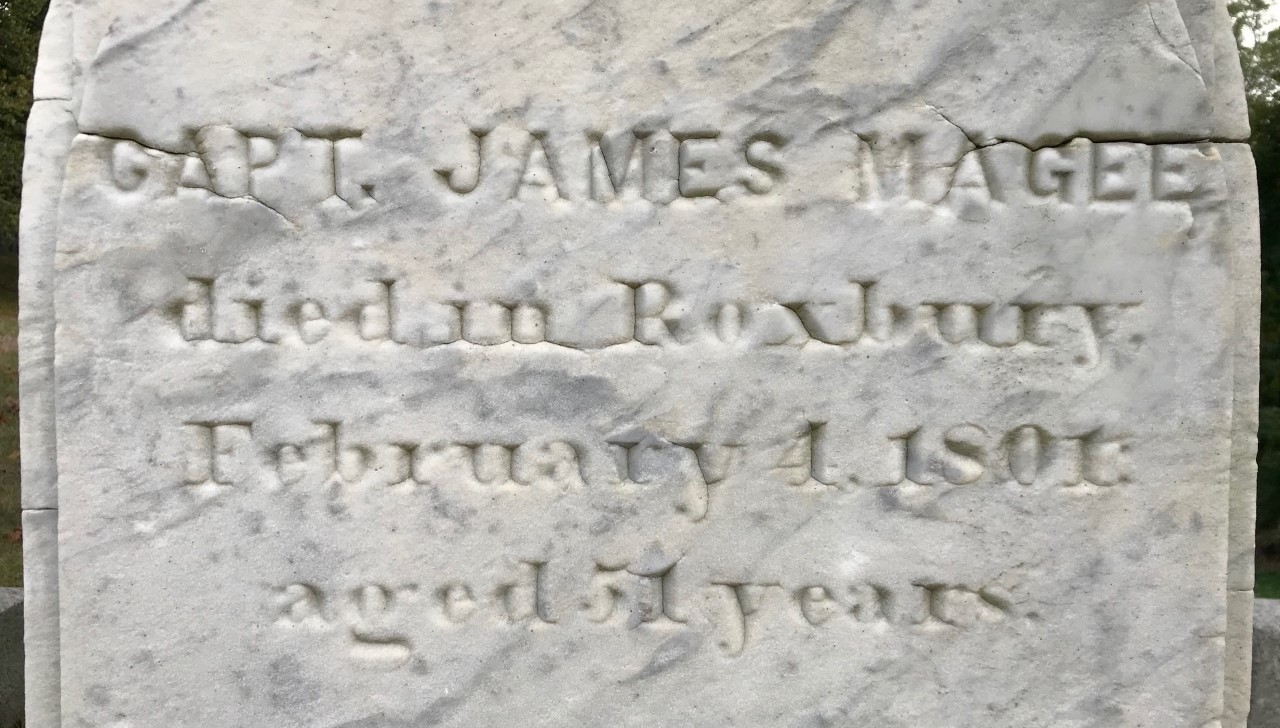 CAPT. JAMES MAGEE
died in Roxbury.
February 4. 1801.
aged 51 years.